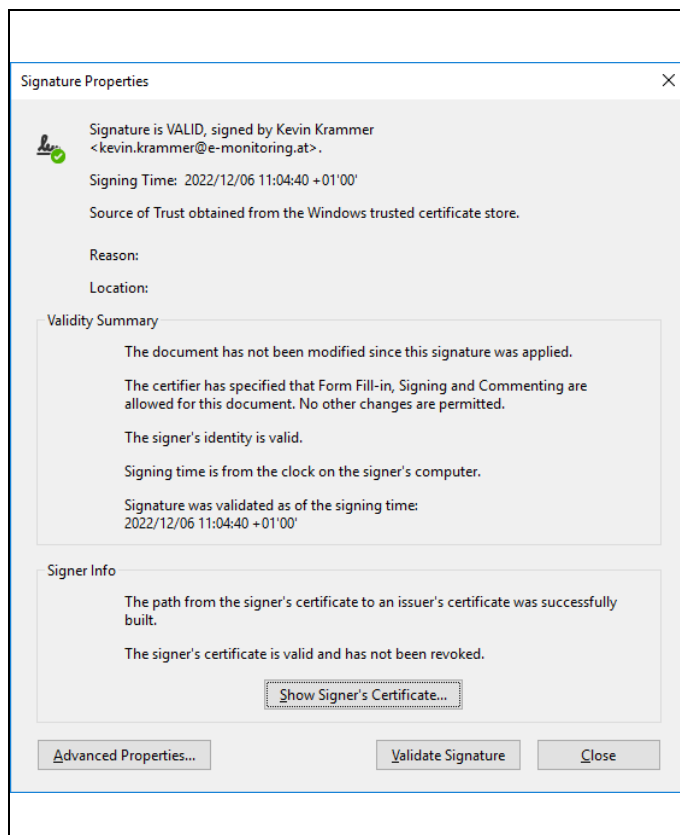 Signature Properties
Signature is VALID, signed by Kevin Krammer
<kevin.krammer@e-monitoring.at>.
Signing Time: 2022/12/06 11:04:40 +01'00'
Source of Trust obtained from the Windows trusted certificate store.
Reason:
Location:
Validity Summary
The document has not been modified since this signature was applied.
The certifier has specified that Form Fill-in, Signing and Commenting are
allowed for this document. No other changes are permitted.
The signer's identity is valid.
Signing time is from the clock on the signer's computer.
Signature was validated as of the signing time:
2022/12/06 11:04:40 +01'00'
Signer Info
The path from the signer's certificate to an issuer's certificate was successfully
built.
The signer's certificate is valid and has not been revoked.
Show Signer's Certificate...
Advanced Properties... Validate Signature Close